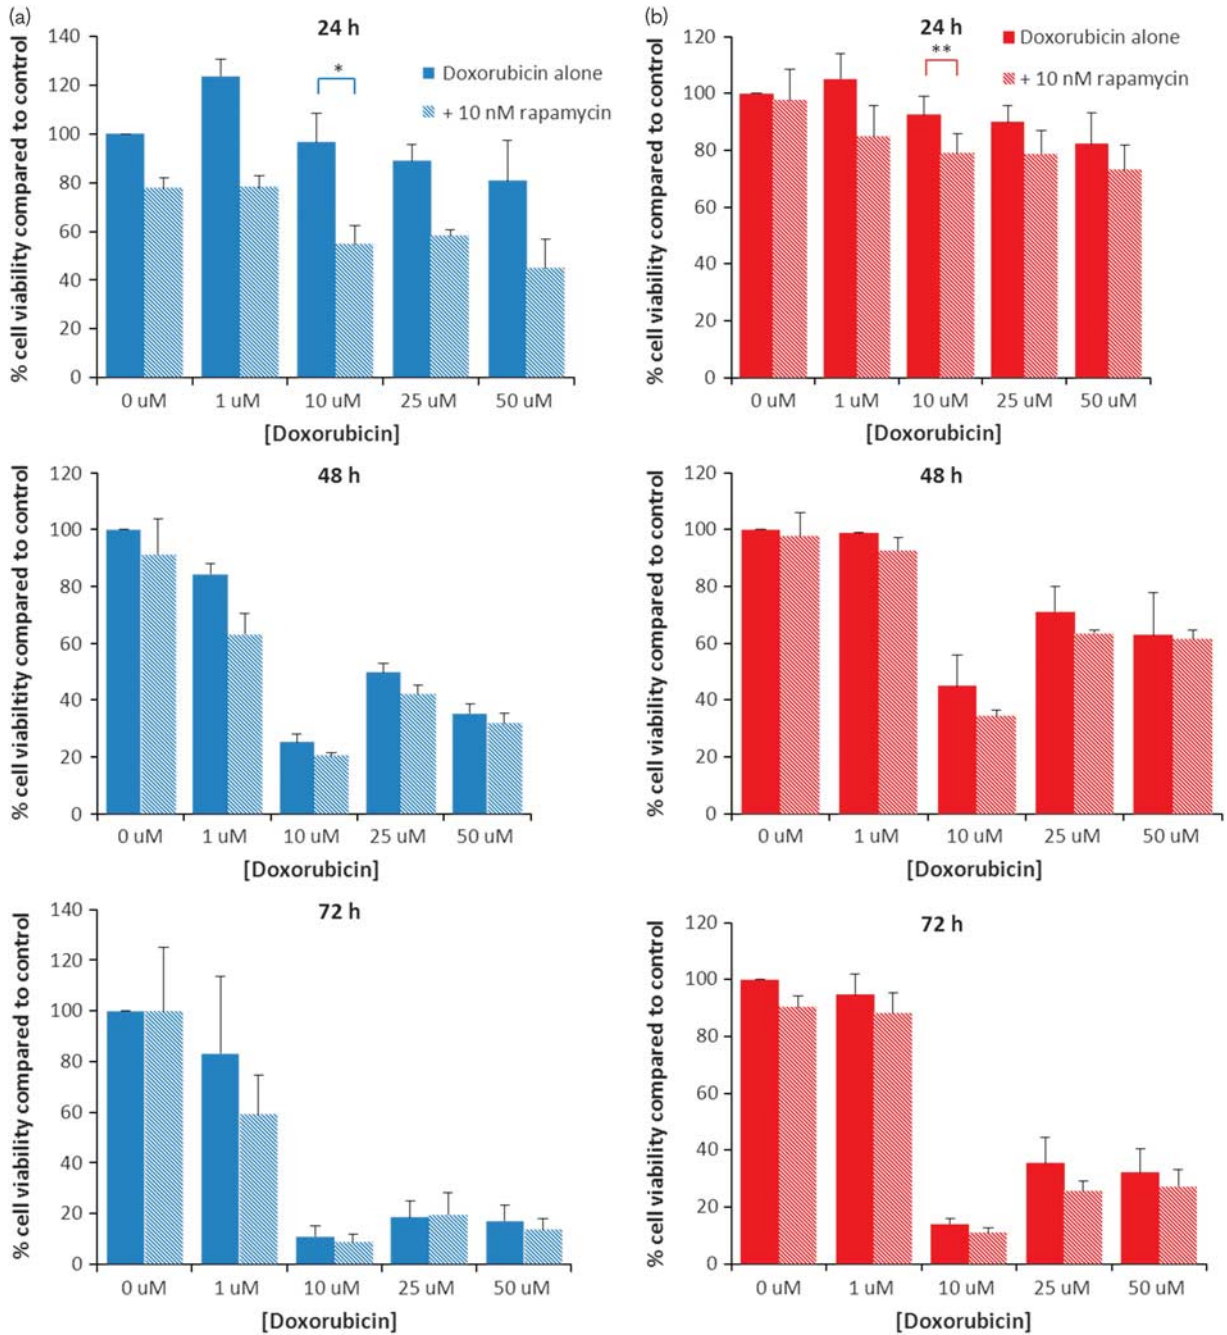 (a)
24 h
% cell viability compared to control
140
120
100
80
60
40
20
0
*
Doxorubicin alone
+ 10 nM rapamycin
0 uM 1 uM 10 uM 25 uM 50 uM
[Doxorubicin]
(b)
24 h
% cell viability compared to control
120
100
80
60
40
20
0
**
Doxorubicin alone
+ 10 nM rapamycin
0 uM 1 uM 10 uM 25 uM 50 uM
[Doxorubicin]
48 h
% cell viabiltity compared to control
120
100
80
60
40
20
0
0 uM 1 uM 10 uM 25 uM 50 uM
[Doxorubicin]
48 h
% cell viability compared to control
120
100
80
60
40
20
0
0 uM 1 uM 10 uM 25 uM 50 uM
[Doxorubicin]
72 h
% cell viability compared to control
140
120
100
80
60
40
20
0
0 uM 1 uM 10 uM 25 uM 50 uM
[Doxorubicin]
72 h
% cell viability compared to control
120
100
80
60
40
20
0
0 uM 1 uM 10 uM 25 uM 50 uM
[Doxorubicin]